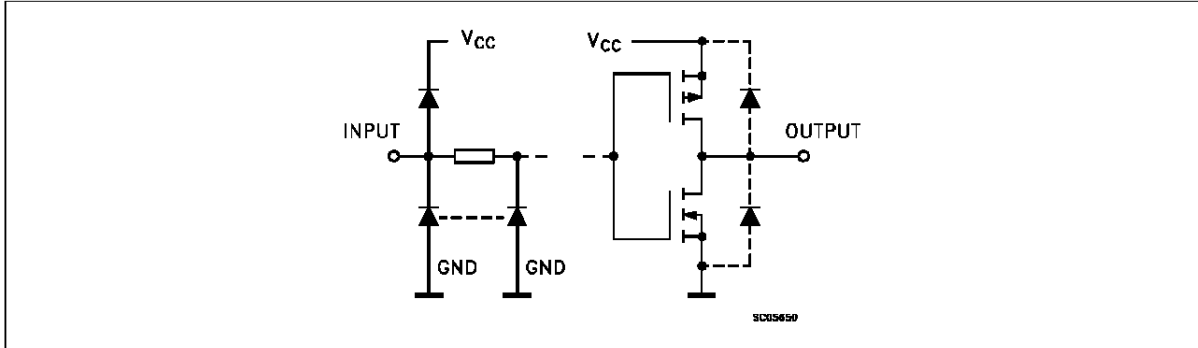 VCC
VCC
INPUT
OUTPUT
GND
GND
SC05650